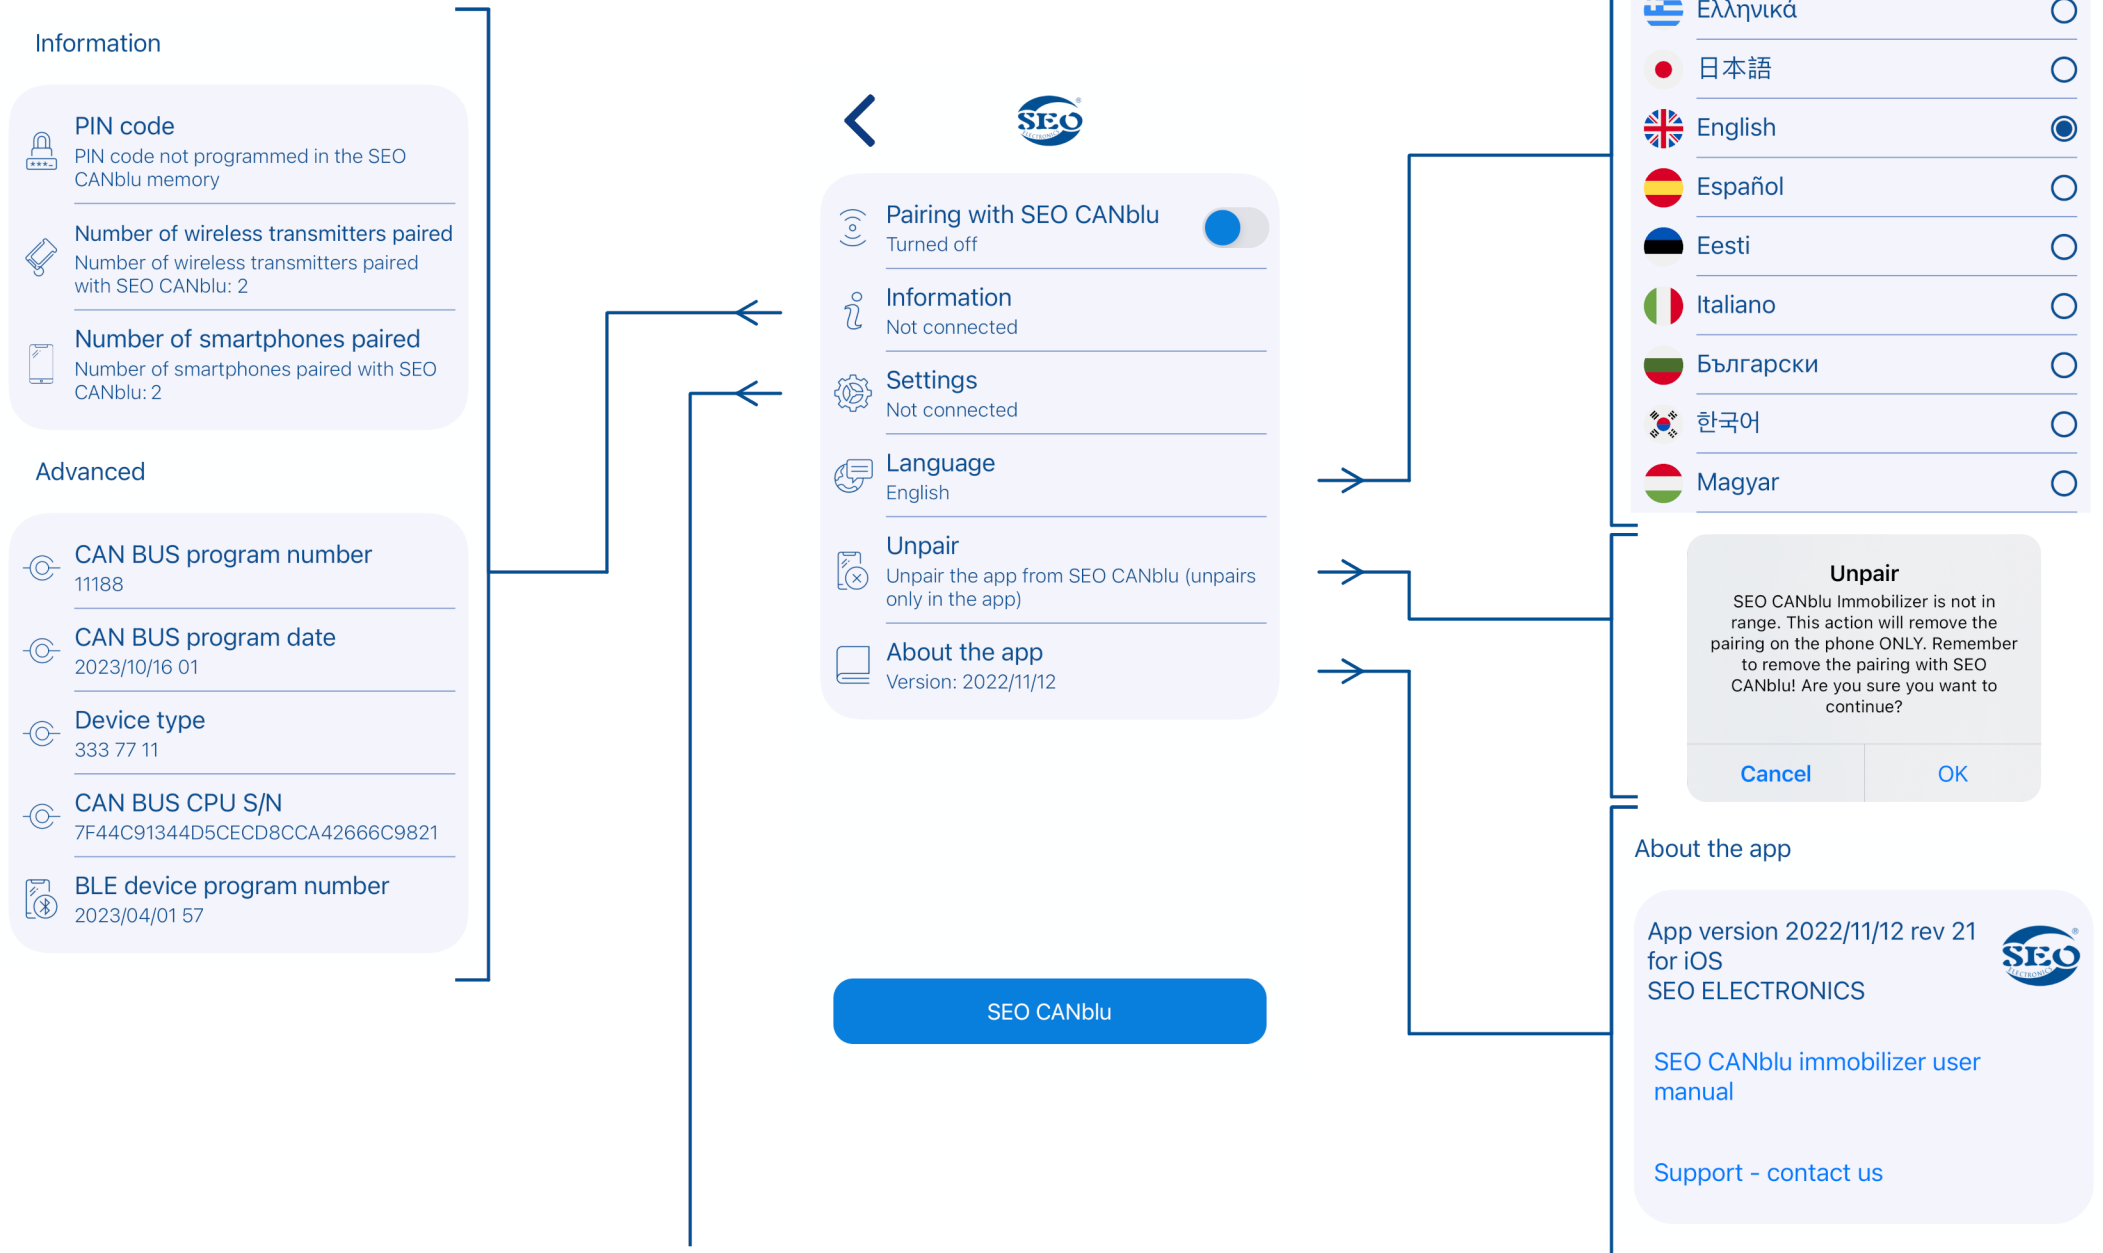 Information
PIN code
PIN code not programmed in the SEO
CANblu memory
Number of wireless transmitters paired
Number of wireless transmitters paired
with SEO CANblu: 2
Number of smartphones paired
Number of smartphones paired with SEO
CANblu: 2
Advanced
CAN BUS program number
11188
CAN BUS program date
2023/10/16 01
Device type
333 77 11
CAN BUS CPU S/N
7F44C91344D5CECD8CCA42666C9821
BLE device program number
2023/04/01 57
SEO
ELECTRONICS
Pairing with SEO CANblu
Turned off
Information
Not connected
Settings
Not connected
Language
English
Unpair
Unpair the app from SEO CANblu (unpairs
only in the app)
About the app
Version: 2022/11/12
SEO CANblu
Ελληνικά
日本語
English
Español
Eesti
Italiano
Български
한국어
Magyar
Unpair
SEO CANblu Immobilizer is not in
range. This action will remove the
pairing on the phone ONLY. Remember
to remove the pairing with SEO
CANblu! Are you sure you want to
continue?
Cancel
OK
About the app
App version 2022/11/12 rev 21
for iOS
SEO ELECTRONICS
SEO
ELECTRONICS
SEO CANblu immobilizer user
manual
Support - contact us